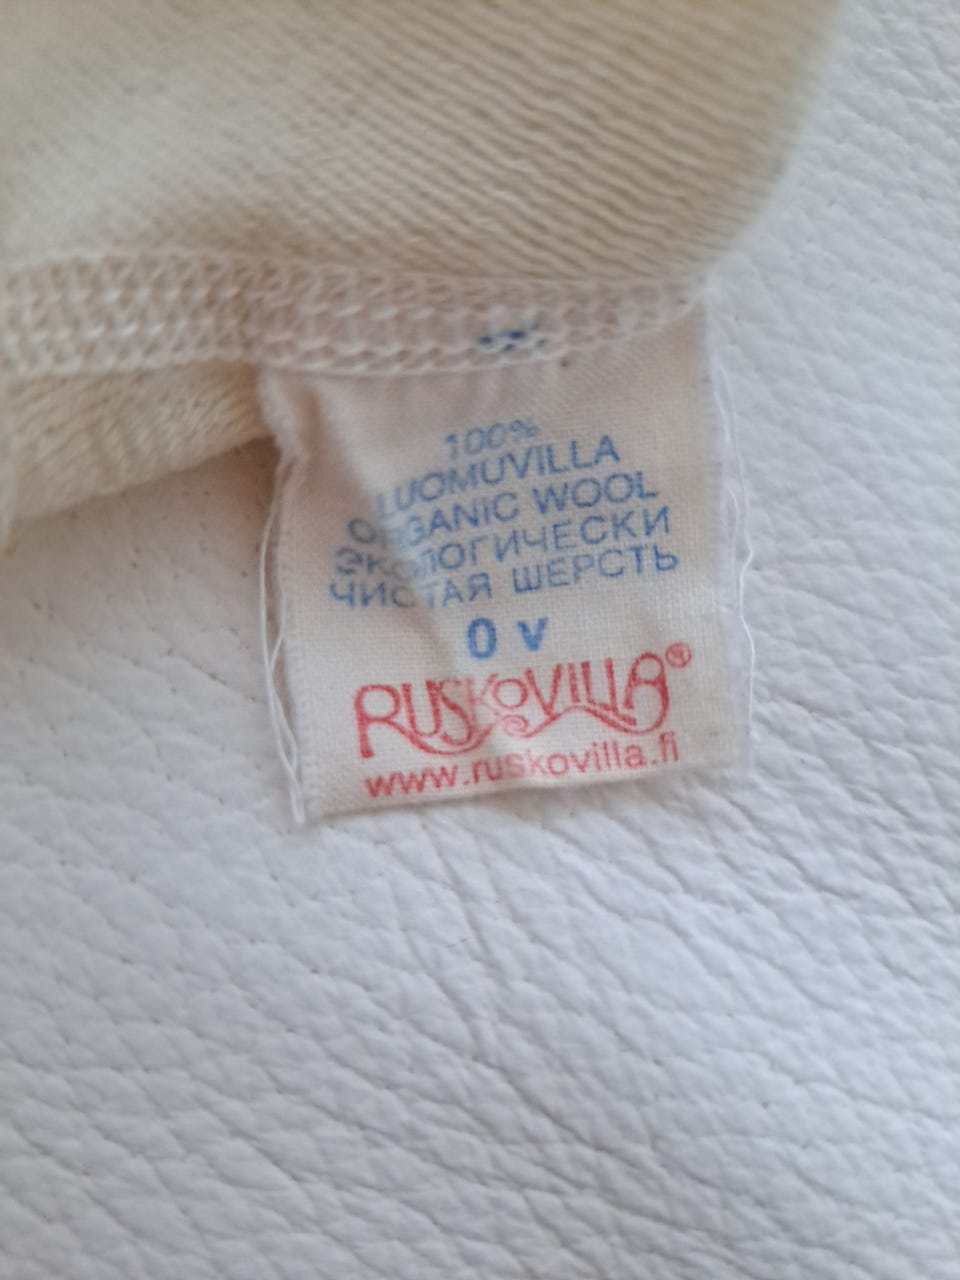 100%
LUOMUVILLA
ORGANIC WOOL
ЭКОЛОГИЧЕСКИ
ЧИСТАЯ ШЕРСТЬ
0 V
RUSKOVILLA®
www.ruskovilla.fi